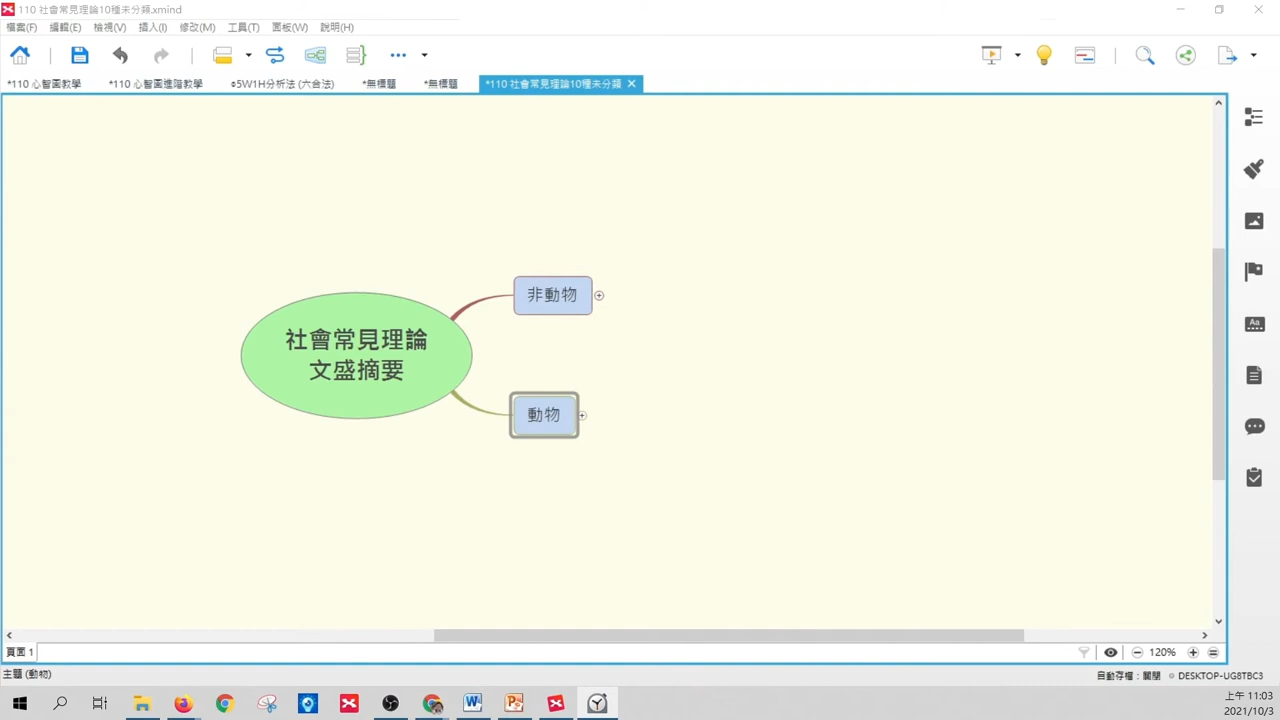 110 社會常見理論10種未分類.xmind
檔案(F) 編輯(E) 檢視(V) 插入(I) 修改(M) 工具(T) 面板(W) 說明(H)
*110 心智圖教學 *110 心智圖進階教學 5W1H分析法 (六合法) *無標題 *無標題 *110 社會常見理論10種未分類
非動物
社會常見理論
文盛摘要
動物
Aa
頁面 1
120%
主題 (動物)
自動存檔：關閉 DESKTOP-UG8TBC3
上午 11:03
2021/10/3